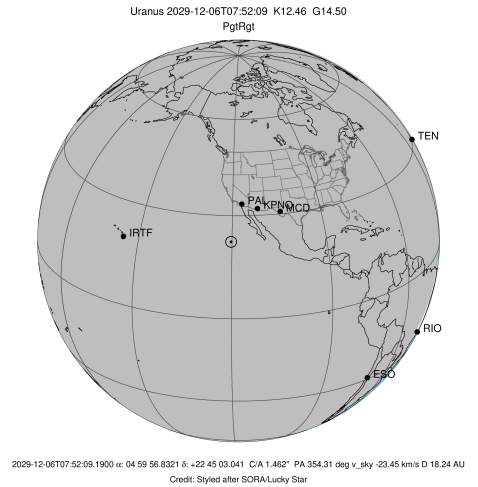 Uranus 2029-12-06T07:52:09 K12.46 G14.50
PgtRgt
TEN
PAL KPNO MCD
IRTF
RIO
ESO
2029-12-06T07:52:09.1900 α: 04 59 56.8321 δ: +22 45 03.041 C/A 1.462" PA 354.31 deg v_sky -23.45 km/s D 18.24 AU
Credit: Styled after SORA/Lucky Star